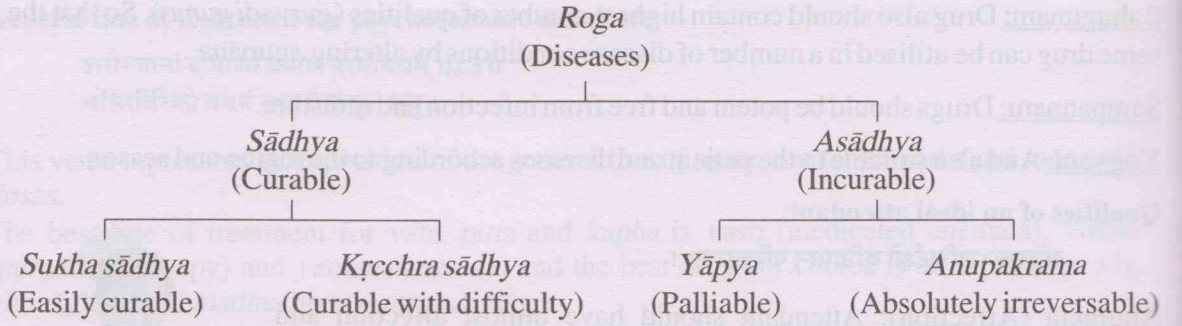 Roga
(Diseases)
Sādhya
(Curable)
Asādhya
(Incurable)
Sukha sādhya
(Easily curable)
Kṛcchra sādhya
(Curable with difficulty)
Yāpya
(Palliable)
Anupakrama
(Absolutely irreversable)